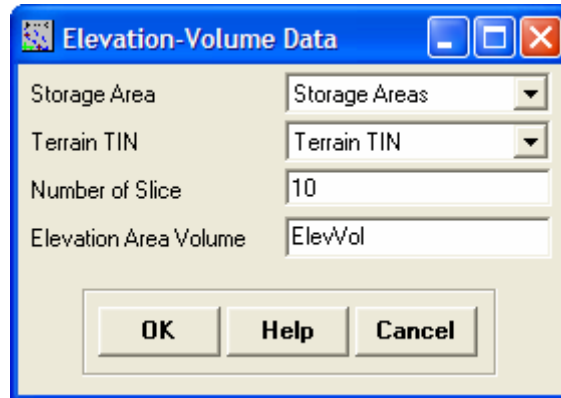 Elevation-Volume Data
Storage Area Storage Areas
Terrain TIN Terrain TIN
Number of Slice 10
Elevation Area Volume ElevVol
OK Help Cancel